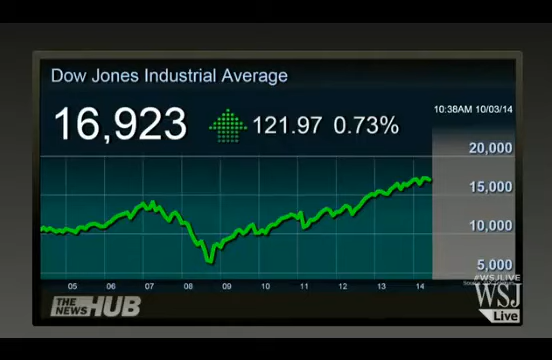 Dow Jones Industrial Average
16,923 121.97 0.73%
10:38AM 10/03/14
20,000
15,000
10,000
5,000
05 06 07 08 09 10 11 12 13 14
#WSJLIVE
THE NEWS HUB
WSJ
Live